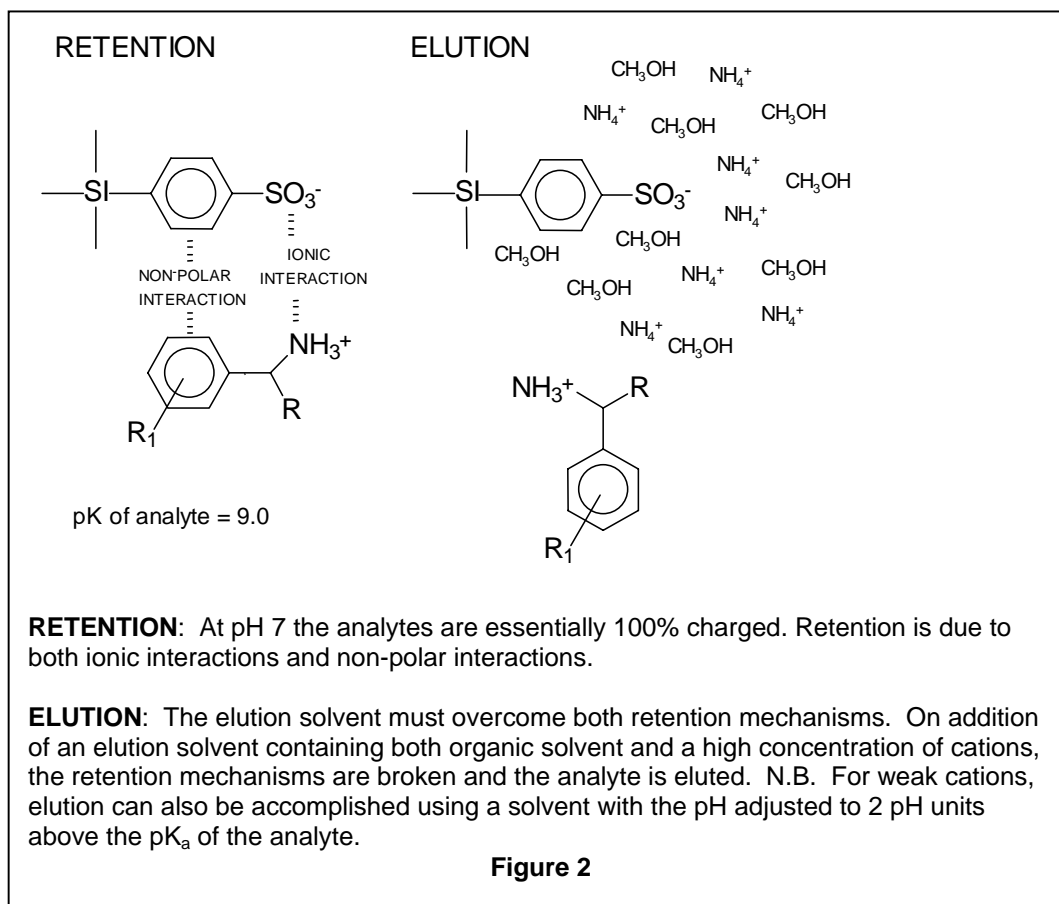 RETENTION
ELUTION
CH₃OH
NH₄⁺
NH₄⁺
CH₃OH
CH₃OH
SI
SO₃⁻
SI
SO₃⁻
NH₄⁺
CH₃OH
NH₄⁺
CH₃OH
CH₃OH
NON-POLAR
INTERACTION
IONIC
INTERACTION
CH₃OH
NH₄⁺
CH₃OH
NH₄⁺
NH₄⁺
CH₃OH
NH₃⁺
R
R₁
NH₃⁺
R
R₁
pK of analyte = 9.0
RETENTION: At pH 7 the analytes are essentially 100% charged. Retention is due to
both ionic interactions and non-polar interactions.
ELUTION: The elution solvent must overcome both retention mechanisms. On addition
of an elution solvent containing both organic solvent and a high concentration of cations,
the retention mechanisms are broken and the analyte is eluted. N.B. For weak cations,
elution can also be accomplished using a solvent with the pH adjusted to 2 pH units
above the pKₐ of the analyte.
Figure 2